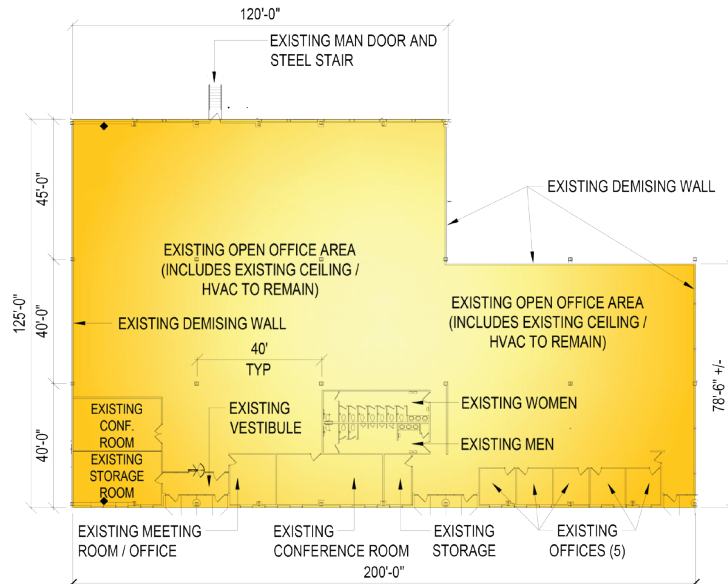 120'-0"
EXISTING MAN DOOR AND
STEEL STAIR
45'-0"
EXISTING DEMISING WALL
EXISTING OPEN OFFICE AREA
(INCLUDES EXISTING CEILING /
HVAC TO REMAIN)
EXISTING OPEN OFFICE AREA
(INCLUDES EXISTING CEILING /
HVAC TO REMAIN)
125'-0"
40'-0"
EXISTING DEMISING WALL
40'
TYP
78'-6" +/-
EXISTING
CONF.
ROOM
EXISTING
VESTIBULE
EXISTING WOMEN
EXISTING MEN
40'-0"
EXISTING
STORAGE
ROOM
EXISTING MEETING
ROOM / OFFICE
EXISTING
CONFERENCE ROOM
EXISTING
STORAGE
EXISTING
OFFICES (5)
200'-0"